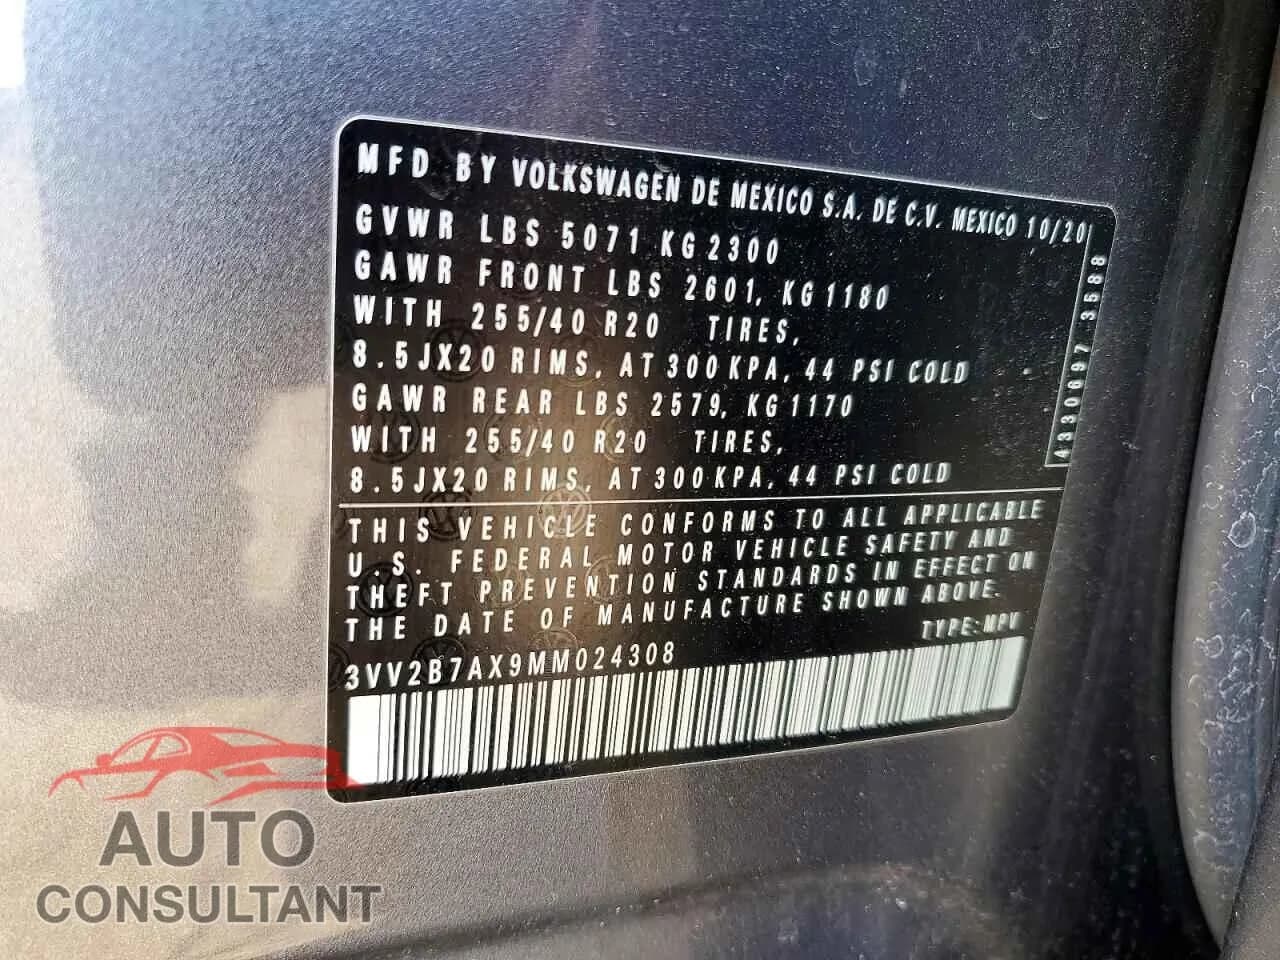 MFD BY VOLKSWAGEN DE MEXICO S.A. DE C.V. MEXICO 10/20
GVWR LBS 5071 KG 2300
GAWR FRONT LBS 2601, KG 1180
WITH 255/40 R20 TIRES,
8.5JX20 RIMS, AT 300 KPA, 44 PSI COLD
GAWR REAR LBS 2579, KG 1170
WITH 255/40 R20 TIRES,
8.5JX20 RIMS, AT 300 KPA, 44 PSI COLD
4330697 3588
THIS VEHICLE CONFORMS TO ALL APPLICABLE
U.S. FEDERAL MOTOR VEHICLE SAFETY AND
THEFT PREVENTION STANDARDS IN EFFECT ON
THE DATE OF MANUFACTURE SHOWN ABOVE.
TYPE: MPV
3VV2B7AX9MM024308
AUTO
CONSULTANT